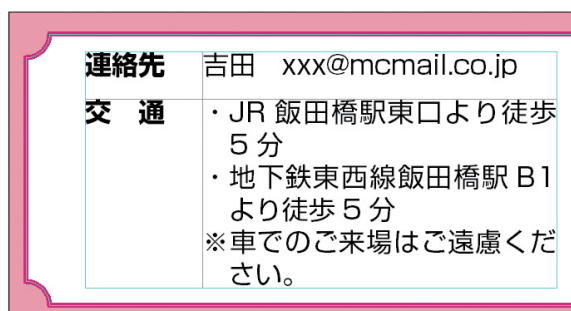 連絡先 吉田　xxx@mcmail.co.jp
交　通 ・JR 飯田橋駅東口より徒歩
5 分
・地下鉄東西線飯田橋駅 B1
より徒歩 5 分
※車でのご来場はご遠慮くだ
さい。